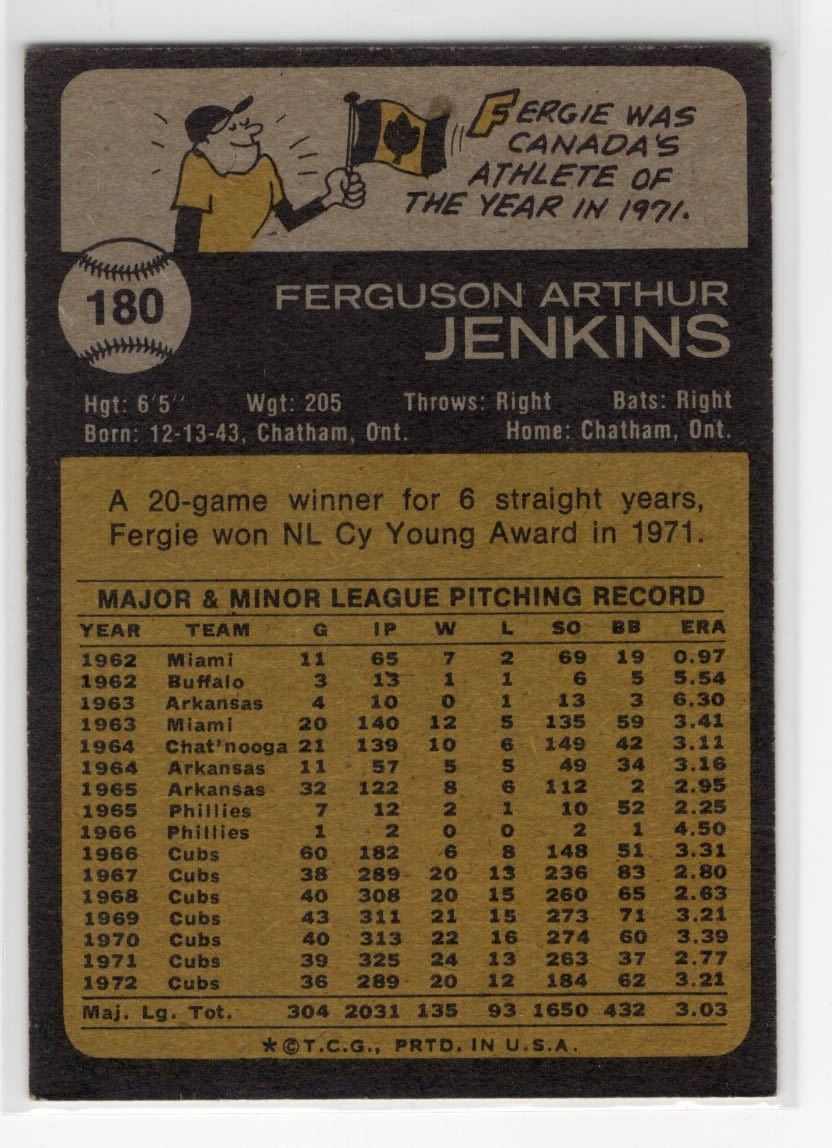 FERGIE WAS
CANADA'S
ATHLETE OF
THE YEAR IN 1971.
180
FERGUSON ARTHUR
JENKINS
Hgt: 6'5" Wgt: 205 Throws: Right Bats: Right
Born: 12-13-43, Chatham, Ont. Home: Chatham, Ont.
A 20-game winner for 6 straight years,
Fergie won NL Cy Young Award in 1971.
MAJOR & MINOR LEAGUE PITCHING RECORD
YEAR TEAM G IP W L SO BB ERA
1962 Miami 11 65 7 2 69 19 0.97
1962 Buffalo 3 13 1 1 6 5 5.54
1963 Arkansas 4 10 0 1 13 3 6.30
1963 Miami 20 140 12 5 135 59 3.41
1964 Chat'nooga 21 139 10 6 149 42 3.11
1964 Arkansas 11 57 5 5 49 34 3.16
1965 Arkansas 32 122 8 6 112 2 2.95
1965 Phillies 7 12 2 1 10 52 2.25
1966 Phillies 1 2 0 0 2 1 4.50
1966 Cubs 60 182 6 8 148 51 3.31
1967 Cubs 38 289 20 13 236 83 2.80
1968 Cubs 40 308 20 15 260 65 2.63
1969 Cubs 43 311 21 15 273 71 3.21
1970 Cubs 40 313 22 16 274 60 3.39
1971 Cubs 39 325 24 13 263 37 2.77
1972 Cubs 36 289 20 12 184 62 3.21
Maj. Lg. Tot. 304 2031 135 93 1650 432 3.03
*©T.C.G., PRTD. IN U.S.A.